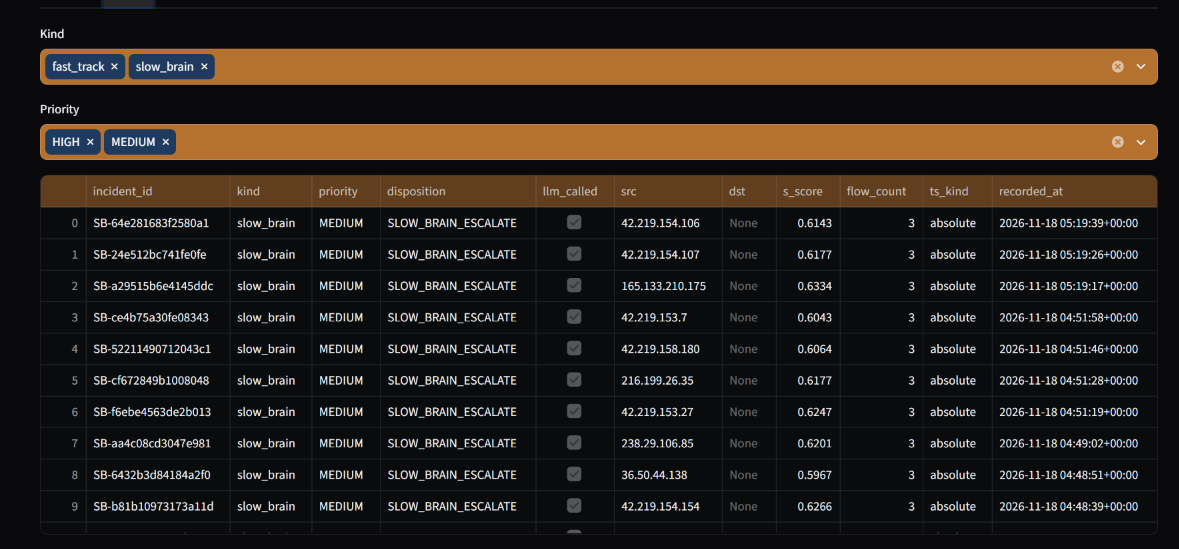 Kind
fast_track × slow_brain ×
Priority
HIGH × MEDIUM ×
incident_id kind priority disposition llm_called src dst s_score flow_count ts_kind recorded_at
0 SB-64e281683f2580a1 slow_brain MEDIUM SLOW_BRAIN_ESCALATE 42.219.154.106 None 0.6143 3 absolute 2026-11-18 05:19:39+00:00
1 SB-24e512bc741fe0fe slow_brain MEDIUM SLOW_BRAIN_ESCALATE 42.219.154.107 None 0.6177 3 absolute 2026-11-18 05:19:26+00:00
2 SB-a29515b6e4145ddc slow_brain MEDIUM SLOW_BRAIN_ESCALATE 165.133.210.175 None 0.6334 3 absolute 2026-11-18 05:19:17+00:00
3 SB-ce4b75a30fe08343 slow_brain MEDIUM SLOW_BRAIN_ESCALATE 42.219.153.7 None 0.6043 3 absolute 2026-11-18 04:51:58+00:00
4 SB-52211490712043c1 slow_brain MEDIUM SLOW_BRAIN_ESCALATE 42.219.158.180 None 0.6064 3 absolute 2026-11-18 04:51:46+00:00
5 SB-cf672849b1008048 slow_brain MEDIUM SLOW_BRAIN_ESCALATE 216.199.26.35 None 0.6177 3 absolute 2026-11-18 04:51:28+00:00
6 SB-f6ebe4563de2b013 slow_brain MEDIUM SLOW_BRAIN_ESCALATE 42.219.153.27 None 0.6247 3 absolute 2026-11-18 04:51:19+00:00
7 SB-aa4c08cd3047e981 slow_brain MEDIUM SLOW_BRAIN_ESCALATE 238.29.106.85 None 0.6201 3 absolute 2026-11-18 04:49:02+00:00
8 SB-6432b3d84184a2f0 slow_brain MEDIUM SLOW_BRAIN_ESCALATE 36.50.44.138 None 0.5967 3 absolute 2026-11-18 04:48:51+00:00
9 SB-b81b10973173a11d slow_brain MEDIUM SLOW_BRAIN_ESCALATE 42.219.154.154 None 0.6266 3 absolute 2026-11-18 04:48:39+00:00